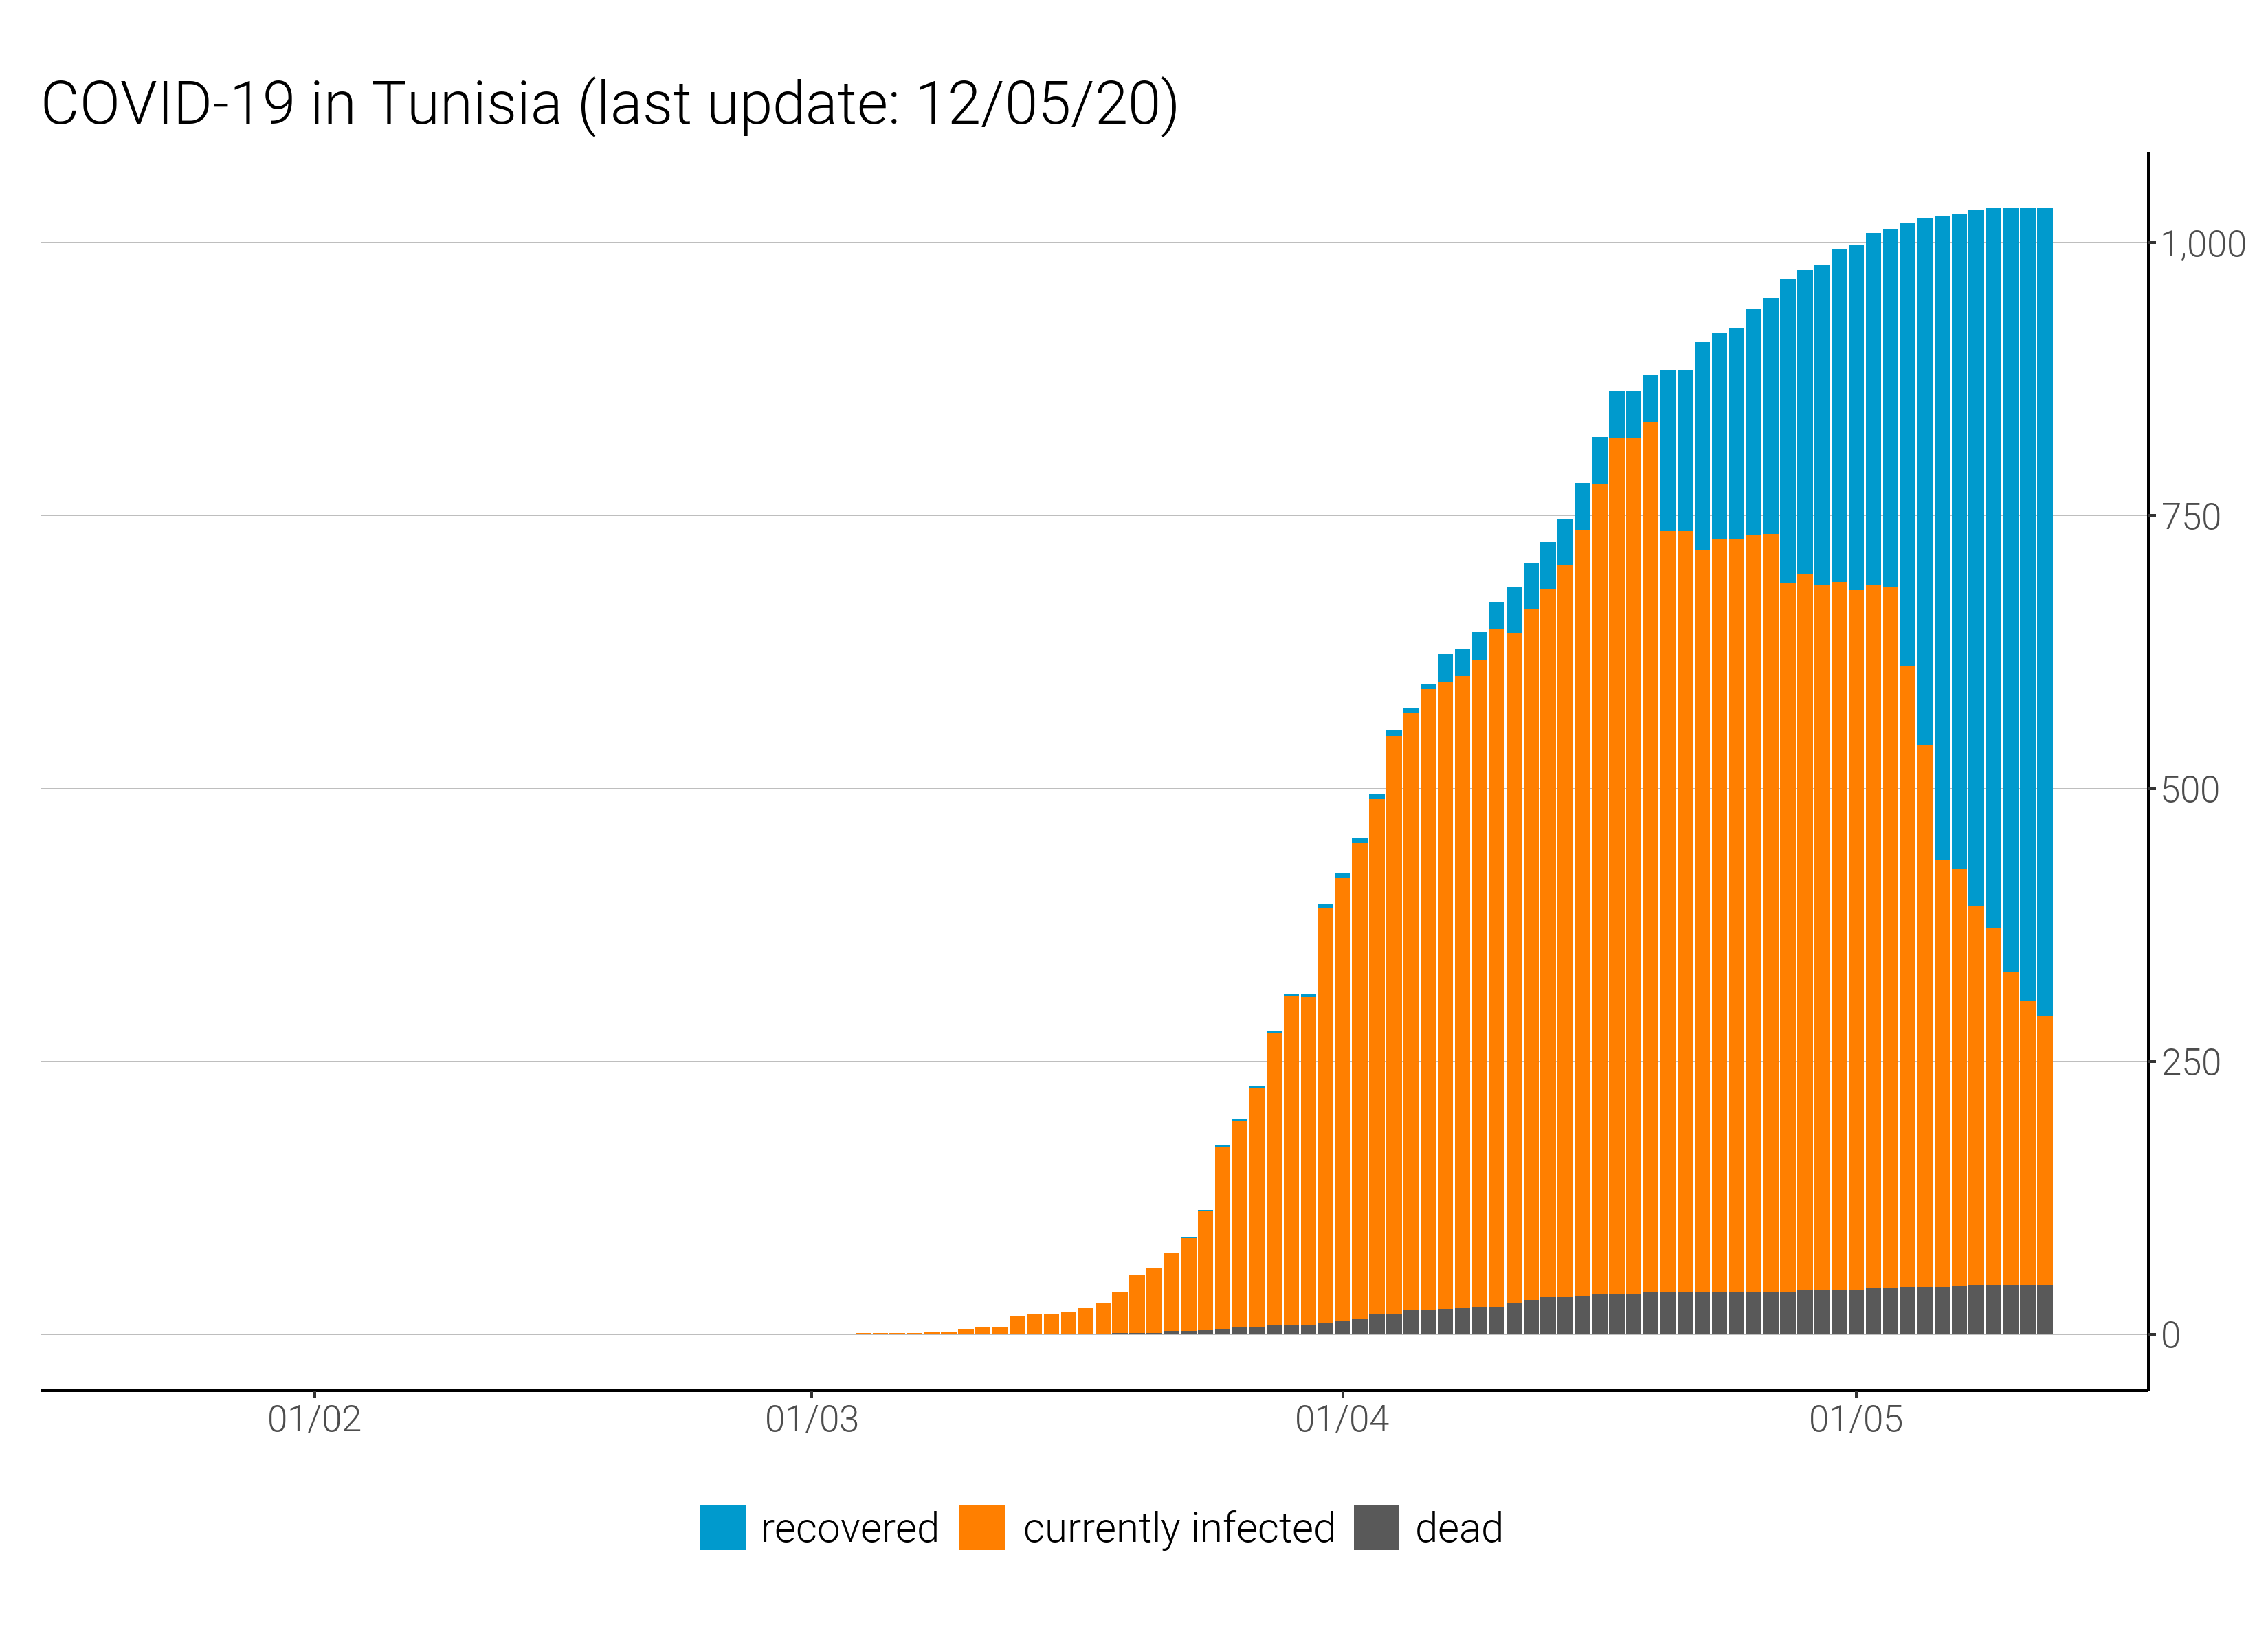 COVID-19 in Tunisia (last update: 12/05/20)
1,000
750
500
250
0
01/02 01/03 01/04 01/05
recovered currently infected dead